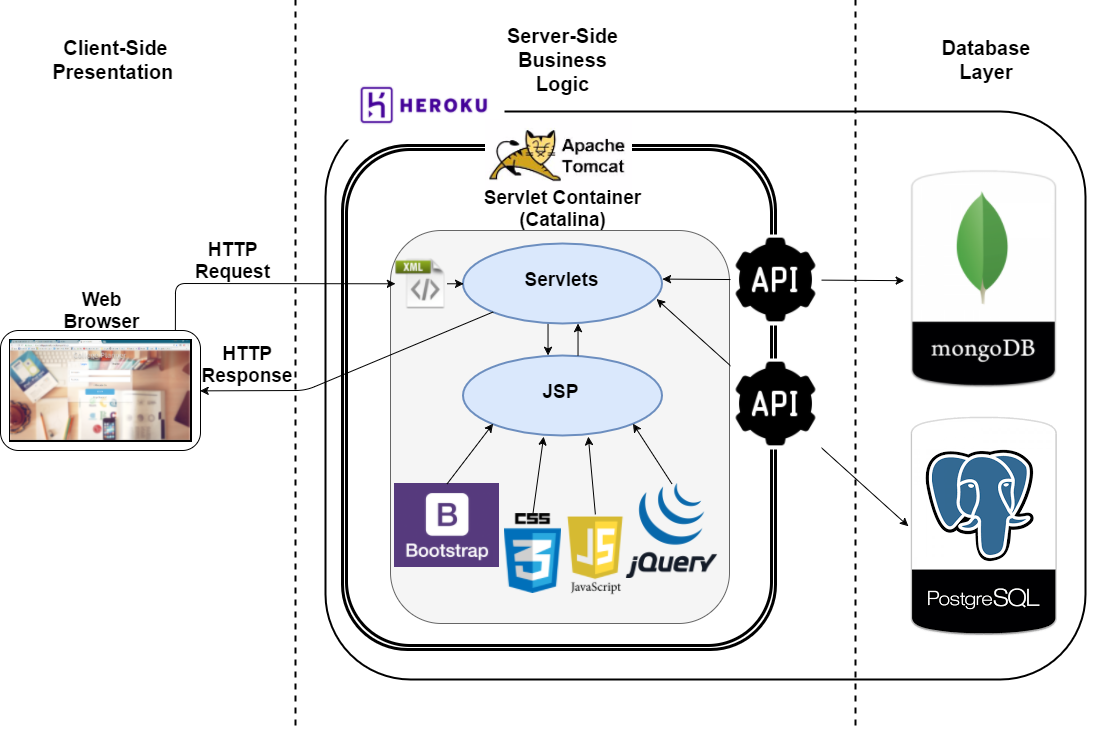 Client-Side
Presentation
Server-Side
Business
Logic
Database
Layer
HEROKU
Apache
Tomcat
Servlet Container
(Catalina)
HTTP
Request
XML
</>
Servlets
API
mongoDB
Web
Browser
HTTP
Response
JSP
API
B
Bootstrap
CSS
3
JS
JavaScript
jQuery
PostgreSQL